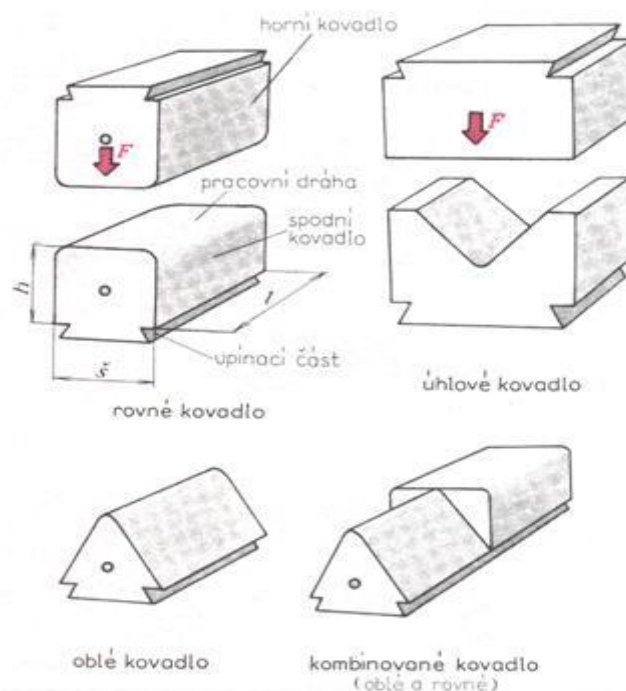 horní kovadlo
F
F
pracovní dráha
spodní
kovadlo
h
l
š
upínací část
rovné kovadlo
úhlové kovadlo
oblé kovadlo
kombinované kovadlo
(oblé a rovné)